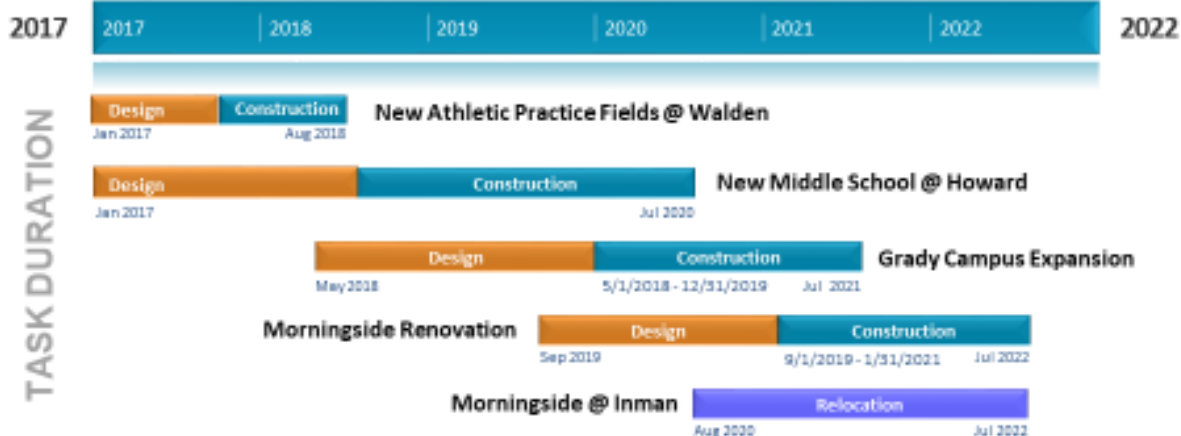 2017 2017 2018 2019 2020 2021 2022 2022
TASK DURATION
Design Construction New Athletic Practice Fields @ Walden
Jan 2017 Aug 2018
Design Construction New Middle School @ Howard
Jan 2017 Jul 2020
Design Construction Grady Campus Expansion
May 2018 5/1/2018 - 12/31/2019 Jul 2021
Morningside Renovation Design Construction
Sep 2019 9/1/2019 - 1/31/2021 Jul 2022
Morningside @ Inman Relocation
Aug 2020 Jul 2022